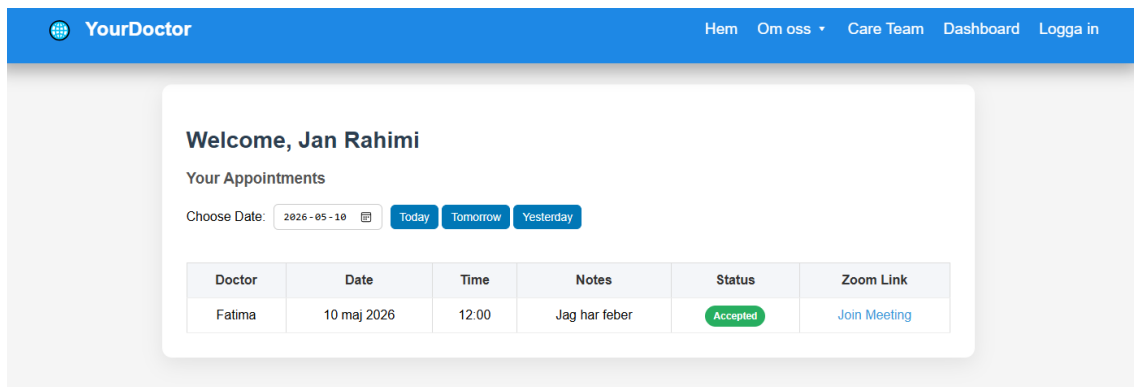 YourDoctor Hem Om oss Care Team Dashboard Logga in
Welcome, Jan Rahimi
Your Appointments
Choose Date: 2026-05-10 Today Tomorrow Yesterday
Doctor Date Time Notes Status Zoom Link
Fatima 10 maj 2026 12:00 Jag har feber Accepted Join Meeting